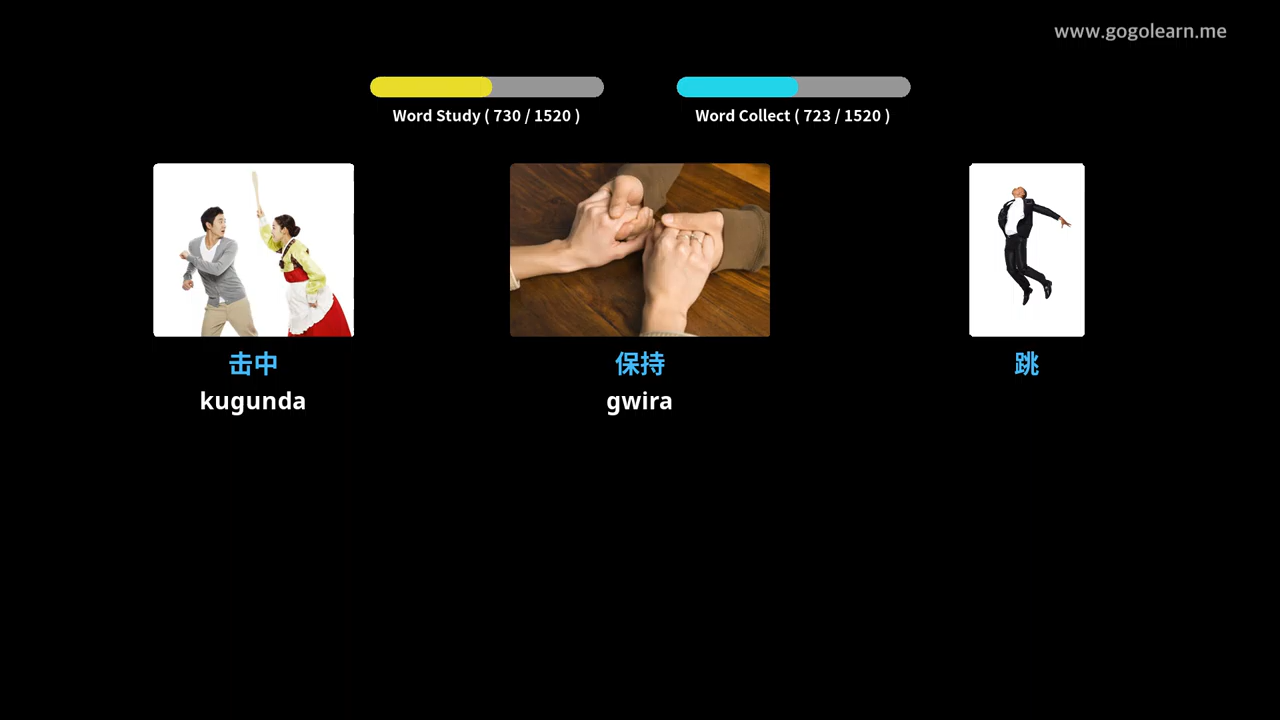 www.gogolearn.me
Word Study ( 730 / 1520 )
Word Collect ( 723 / 1520 )
击中
kugunda
保持
gwira
跳